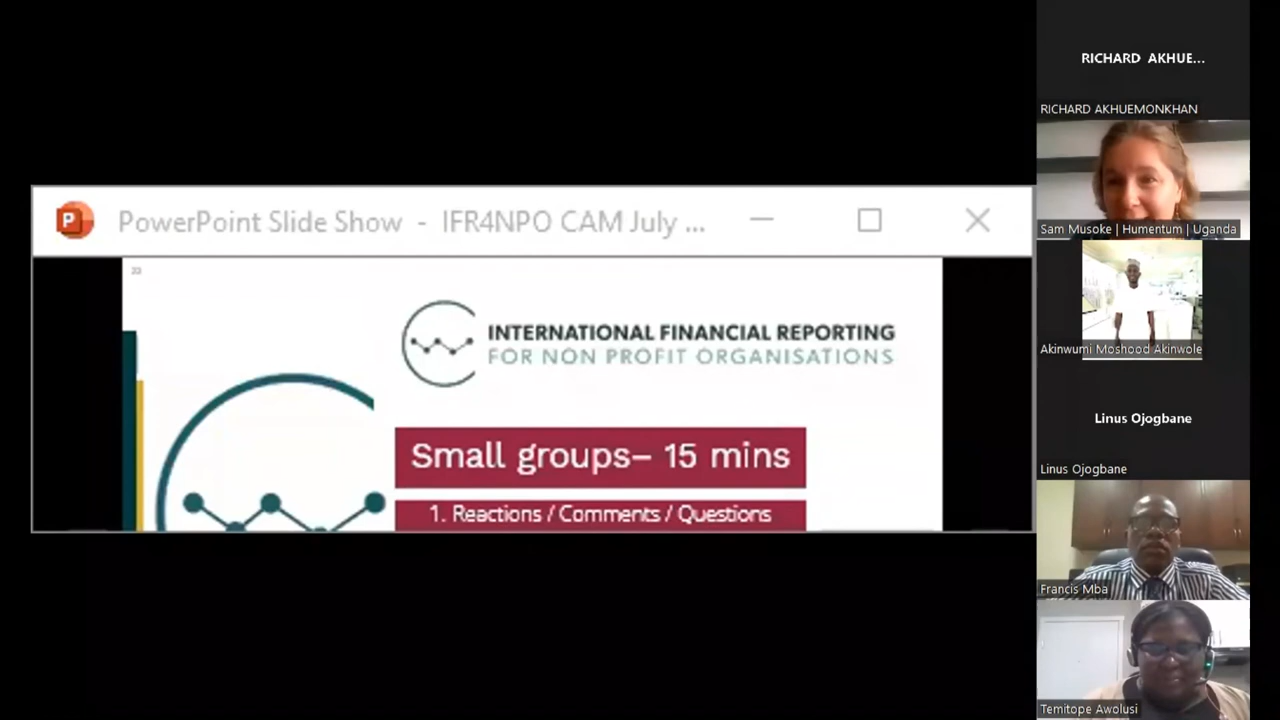 PowerPoint Slide Show - IFR4NPO CAM July ...
33
INTERNATIONAL FINANCIAL REPORTING
FOR NON PROFIT ORGANISATIONS
Small groups– 15 mins
1. Reactions / Comments / Questions
RICHARD AKHUE...
RICHARD AKHUEMONKHAN
Sam Musoke | Humentum | Uganda
Akinwumi Moshood Akinwole
Linus Ojogbane
Linus Ojogbane
Francis Mba
Temitope Awolusi